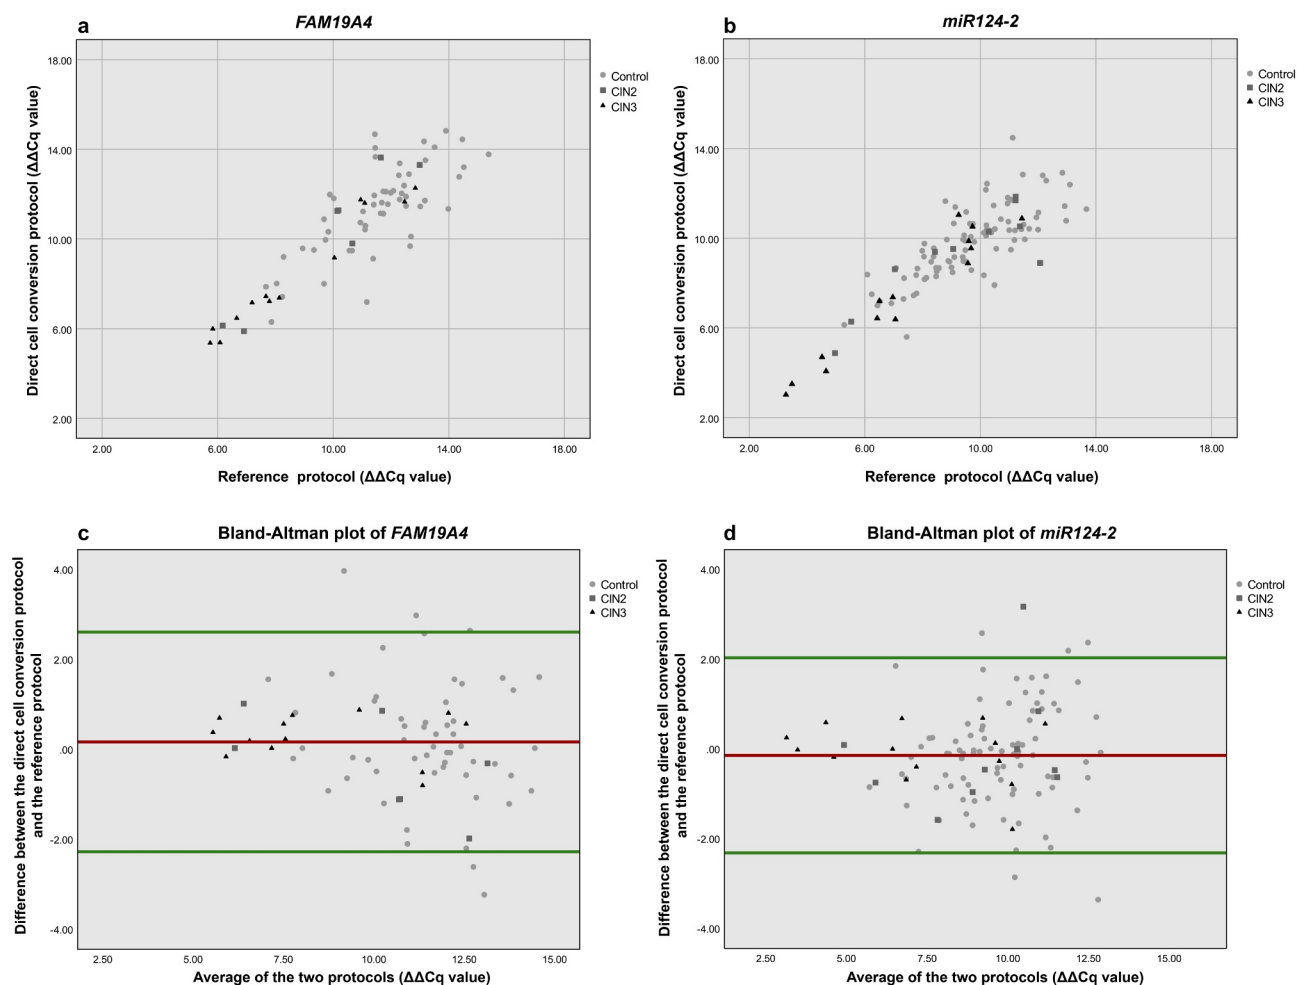 a
FAM19A4
18.00
14.00
10.00
6.00
2.00
2.00 6.00 10.00 14.00 18.00
Direct cell conversion protocol (ΔΔCq value)
Reference protocol (ΔΔCq value)
Control
CIN2
CIN3
b
miR124-2
18.00
14.00
10.00
6.00
2.00
2.00 6.00 10.00 14.00 18.00
Direct cell conversion protocol (ΔΔCq value)
Reference protocol (ΔΔCq value)
Control
CIN2
CIN3
c
Bland-Altman plot of FAM19A4
4.00
2.00
.00
-2.00
-4.00
2.50 5.00 7.50 10.00 12.50 15.00
Difference between the direct cell conversion protocol
and the reference protocol
Average of the two protocols (ΔΔCq value)
Control
CIN2
CIN3
d
Bland-Altman plot of miR124-2
4.00
2.00
.00
-2.00
-4.00
2.50 5.00 7.50 10.00 12.50 15.00
Difference between the direct cell conversion protocol
and the reference protocol
Average of the two protocols (ΔΔCq value)
Control
CIN2
CIN3